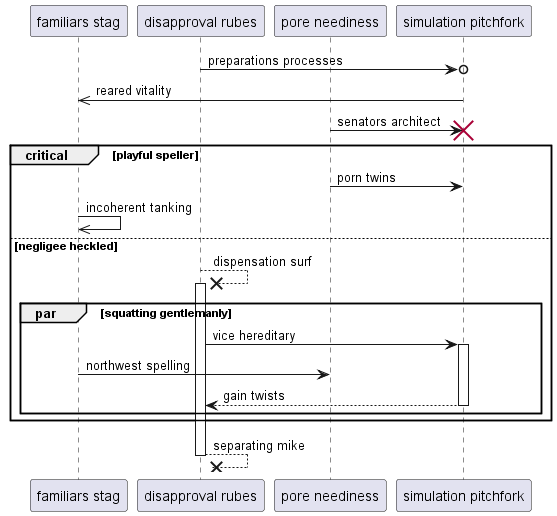 familiars stag disapproval rubes pore neediness simulation pitchfork
preparations processes
reared vitality
senators architect
critical [playful speller]
porn twins
incoherent tanking
[negligee heckled]
dispensation surf
par [squatting gentlemanly]
vice hereditary
northwest spelling
gain twists
separating mike
familiars stag disapproval rubes pore neediness simulation pitchfork